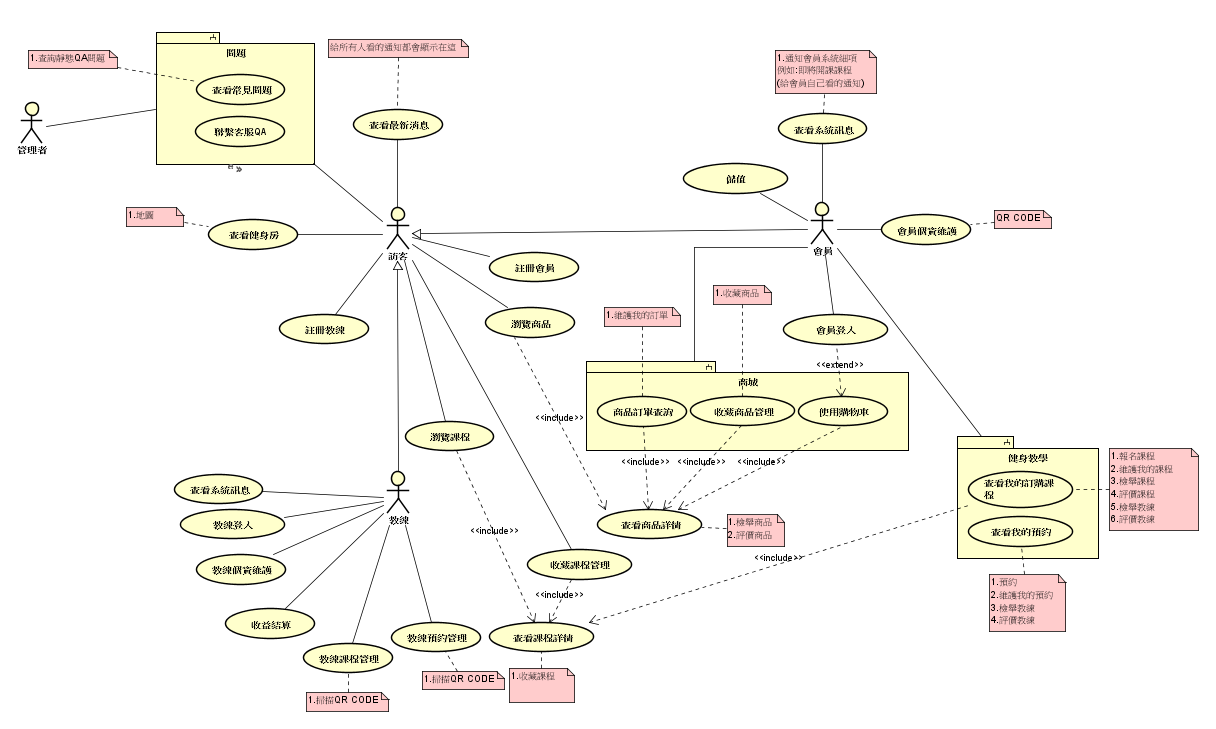 問題
1.查詢靜態QA問題
查看常見問題
聯繫客服QA
管理者
給所有人看的通知都會顯示在這
查看最新消息
1.通知會員系統細項
例如:即將開課課程
(給會員自己看的通知)
查看系統訊息
儲值
1.地圖
查看健身房
訪客
會員
會員個資維護
QR CODE
註冊會員
註冊教練
瀏覽商品
1.維護我的訂單
1.收藏商品
會員登入
<<extend>>
商城
商品訂單查詢
收藏商品管理
使用購物車
<<include>>
<<include>>
<<include>>
<<include>>
瀏覽課程
健身教學
查看我的訂購課
程
查看我的預約
1.報名課程
2.維護我的課程
3.檢舉課程
4.評價課程
5.檢舉教練
6.評價教練
查看系統訊息
教練登入
教練個資維護
收益結算
教練課程管理
教練預約管理
教練
<<include>>
查看商品詳情
1.檢舉商品
2.評價商品
<<include>>
收藏課程管理
<<include>>
查看課程詳情
1.預約
2.維護我的預約
3.檢舉教練
4.評價教練
1.掃描QR CODE
1.掃描QR CODE
1.收藏課程